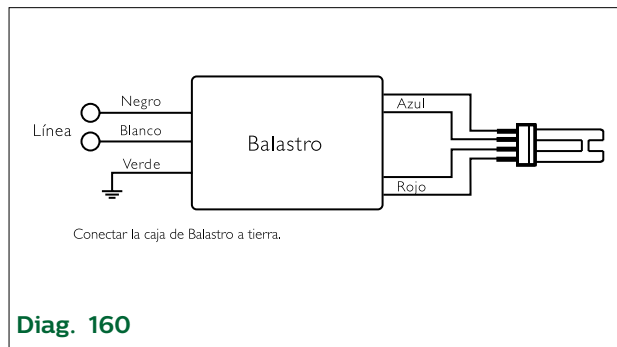 Negro
Azul
Línea
Blanco
Balastro
Verde
Rojo
Conectar la caja de Balastro a tierra.
Diag. 160